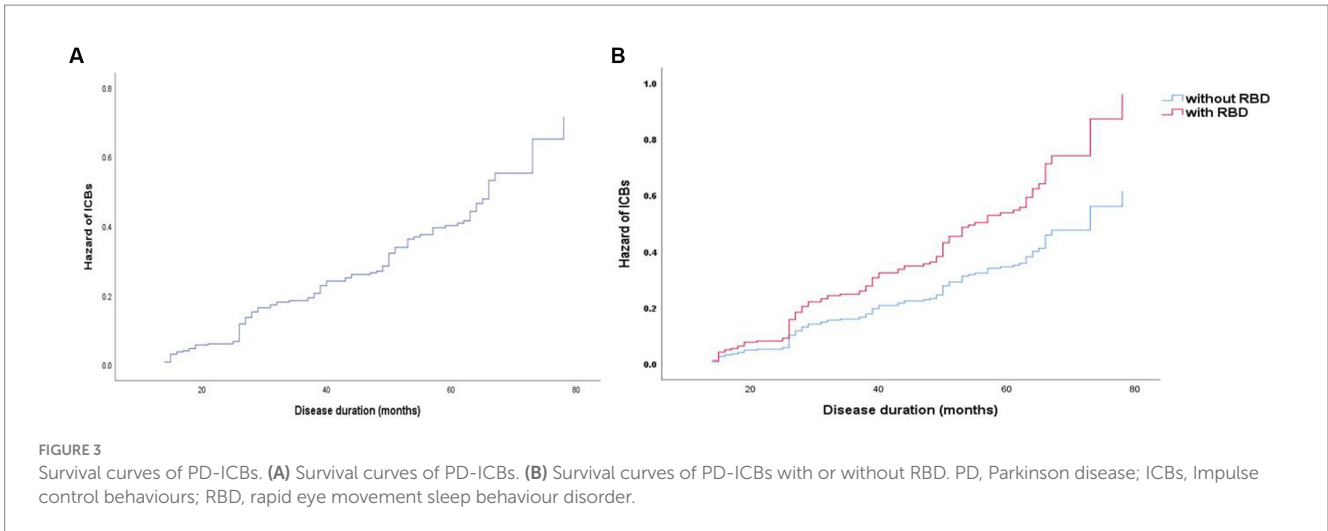 A
B
Hazard of ICBs
0.8
0.6
0.4
0.2
0.0
20
40
60
80
Disease duration (months)
Hazard of ICBs
1.0
0.8
0.6
0.4
0.2
0.0
20
40
60
80
Disease duration (months)
without RBD
with RBD
FIGURE 3
Survival curves of PD-ICBs. (A) Survival curves of PD-ICBs. (B) Survival curves of PD-ICBs with or without RBD. PD, Parkinson disease; ICBs, Impulse
control behaviours; RBD, rapid eye movement sleep behaviour disorder.